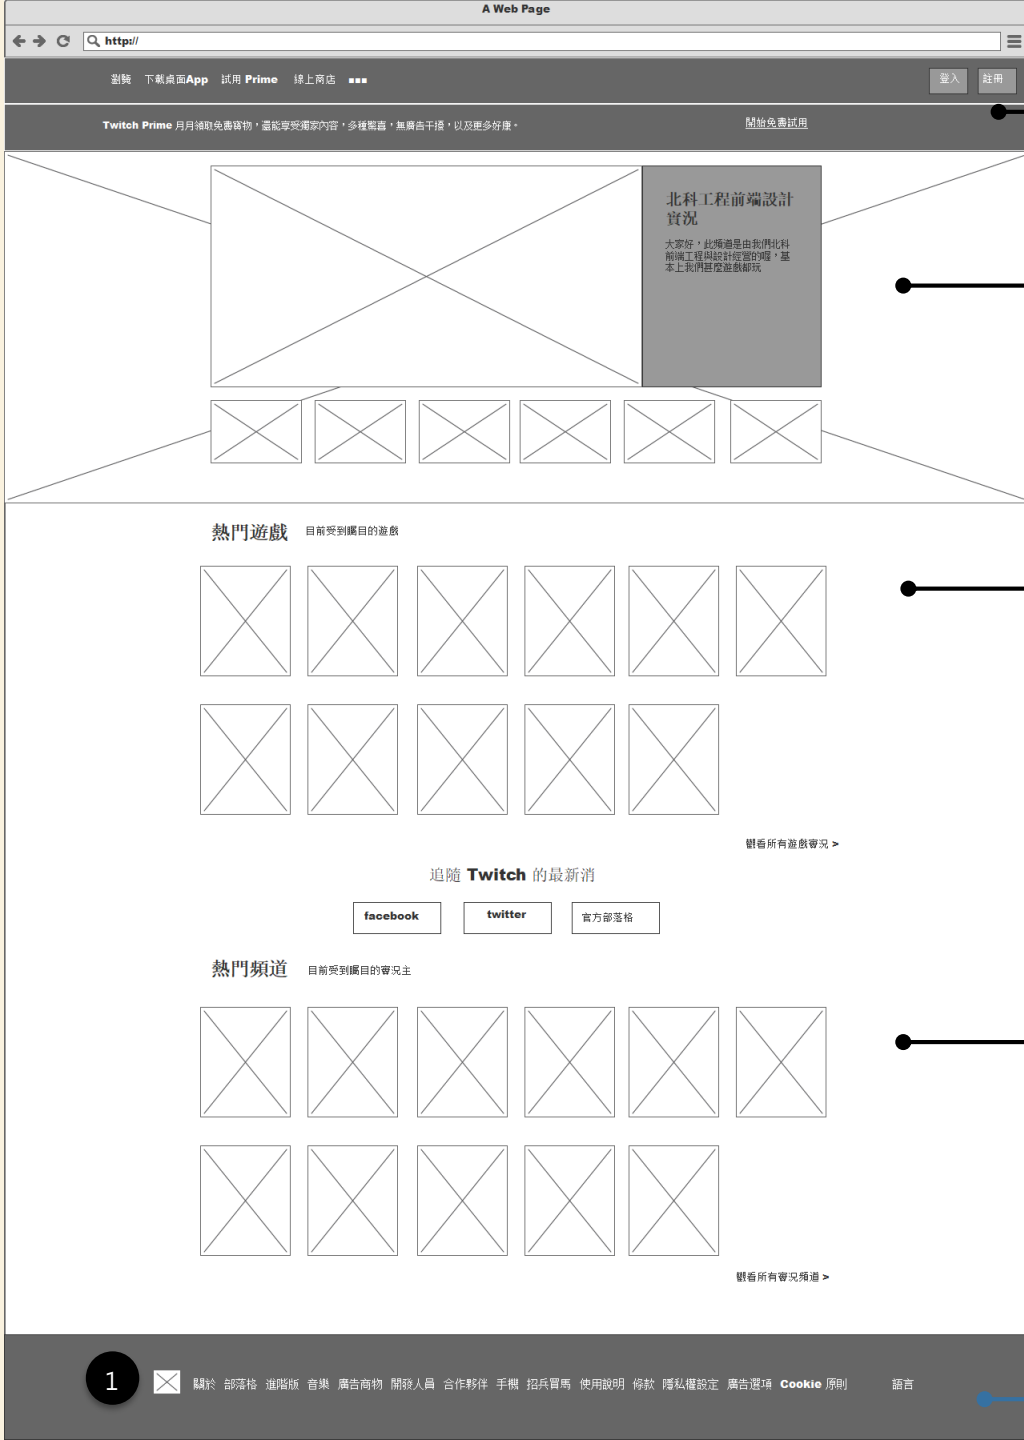 A Web Page
http://
瀏覽 下載桌面App 試用 Prime 線上商店
登入 註冊
Twitch Prime 月月領取免費寶物，還能享受獨家內容，多種驚喜，無廣告干擾，以及更多好康。
開始免費試用
北科工程前端設計
實況
大家好，此頻道是由我們北科
前端工程與設計經營的喔，基
本上我們甚麼遊戲都玩
熱門遊戲 目前受到矚目的遊戲
觀看所有遊戲實況 >
追隨 Twitch 的最新消
facebook twitter 官方部落格
熱門頻道 目前受到矚目的實況主
觀看所有實況頻道 >
1
關於 部落格 進階版 音樂 廣告商物 開發人員 合作夥伴 手機 招兵買馬 使用說明 條款 隱私權設定 廣告選項 Cookie 原則 語言